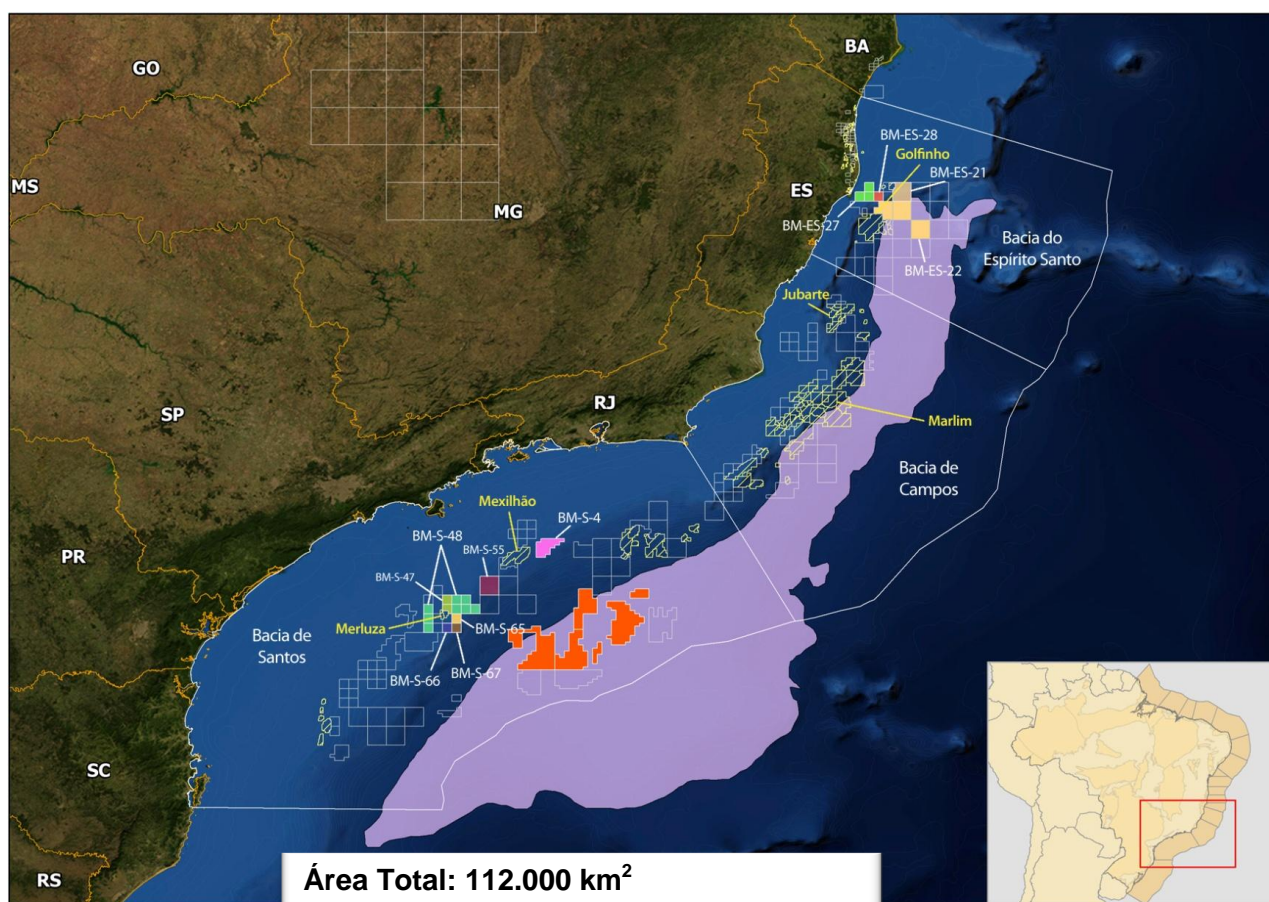 BA
GO
BM-ES-28
Golfinho
BM-ES-21
MS
ES
MG
BM-ES-27
Bacia do
Espírito Santo
BM-ES-22
Jubarte
RJ
SP
Marlim
Bacia de
Campos
Mexilhão
BM-S-4
BM-S-48
PR
BM-S-55
BM-S-47
Merluza
BM-S-65
Bacia de
Santos
BM-S-67
BM-S-66
SC
RS
Área Total: 112.000 km²